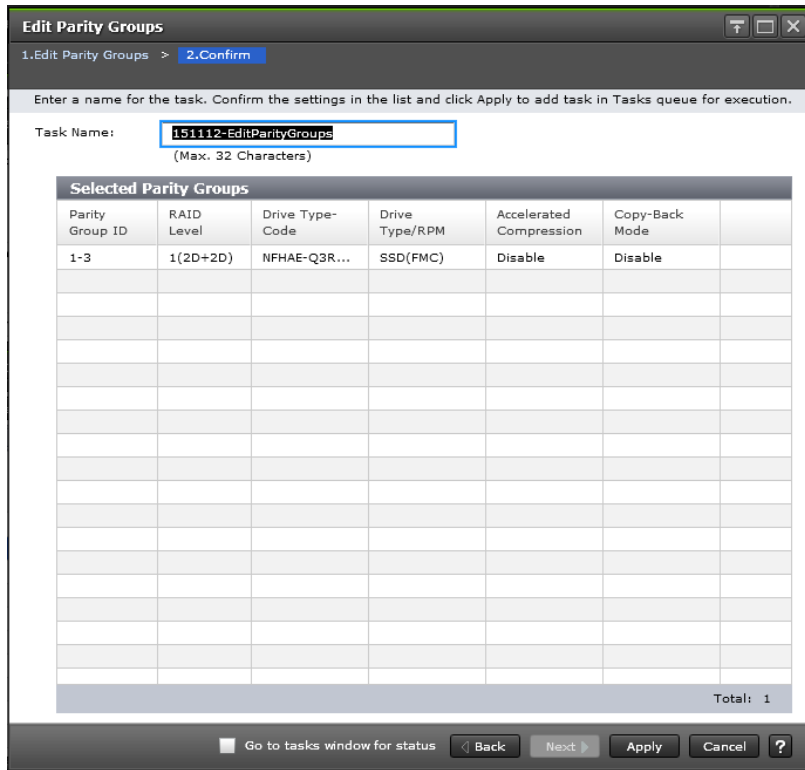 Edit Parity Groups
1.Edit Parity Groups > 2.Confirm
Enter a name for the task. Confirm the settings in the list and click Apply to add task in Tasks queue for execution.
Task Name: 151112-EditParityGroups
(Max. 32 Characters)
Selected Parity Groups
Parity Group ID RAID Level Drive Type-Code Drive Type/RPM Accelerated Compression Copy-Back Mode
1-3 1(2D+2D) NFHAE-Q3R... SSD(FMC) Disable Disable
Total: 1
Go to tasks window for status Back Next Apply Cancel ?